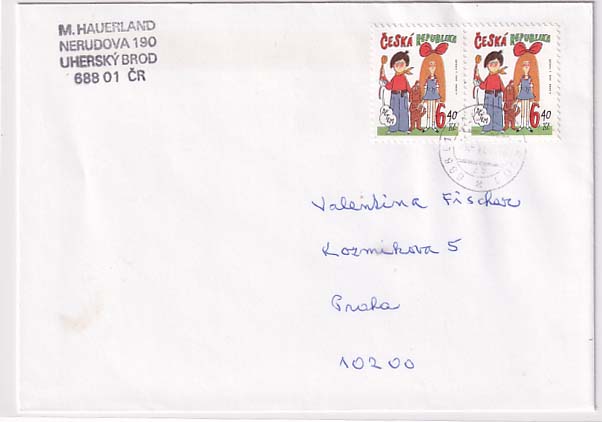 M. HAUERLAND
NERUDOVA 190
UHERSKÝ BROD
688 01 ČR
ČESKÁ REPUBLIKA
6 40 Kč
ČESKÁ REPUBLIKA
6 40 Kč
Valentina Fischer
Kozmikova 5
Praha
10200